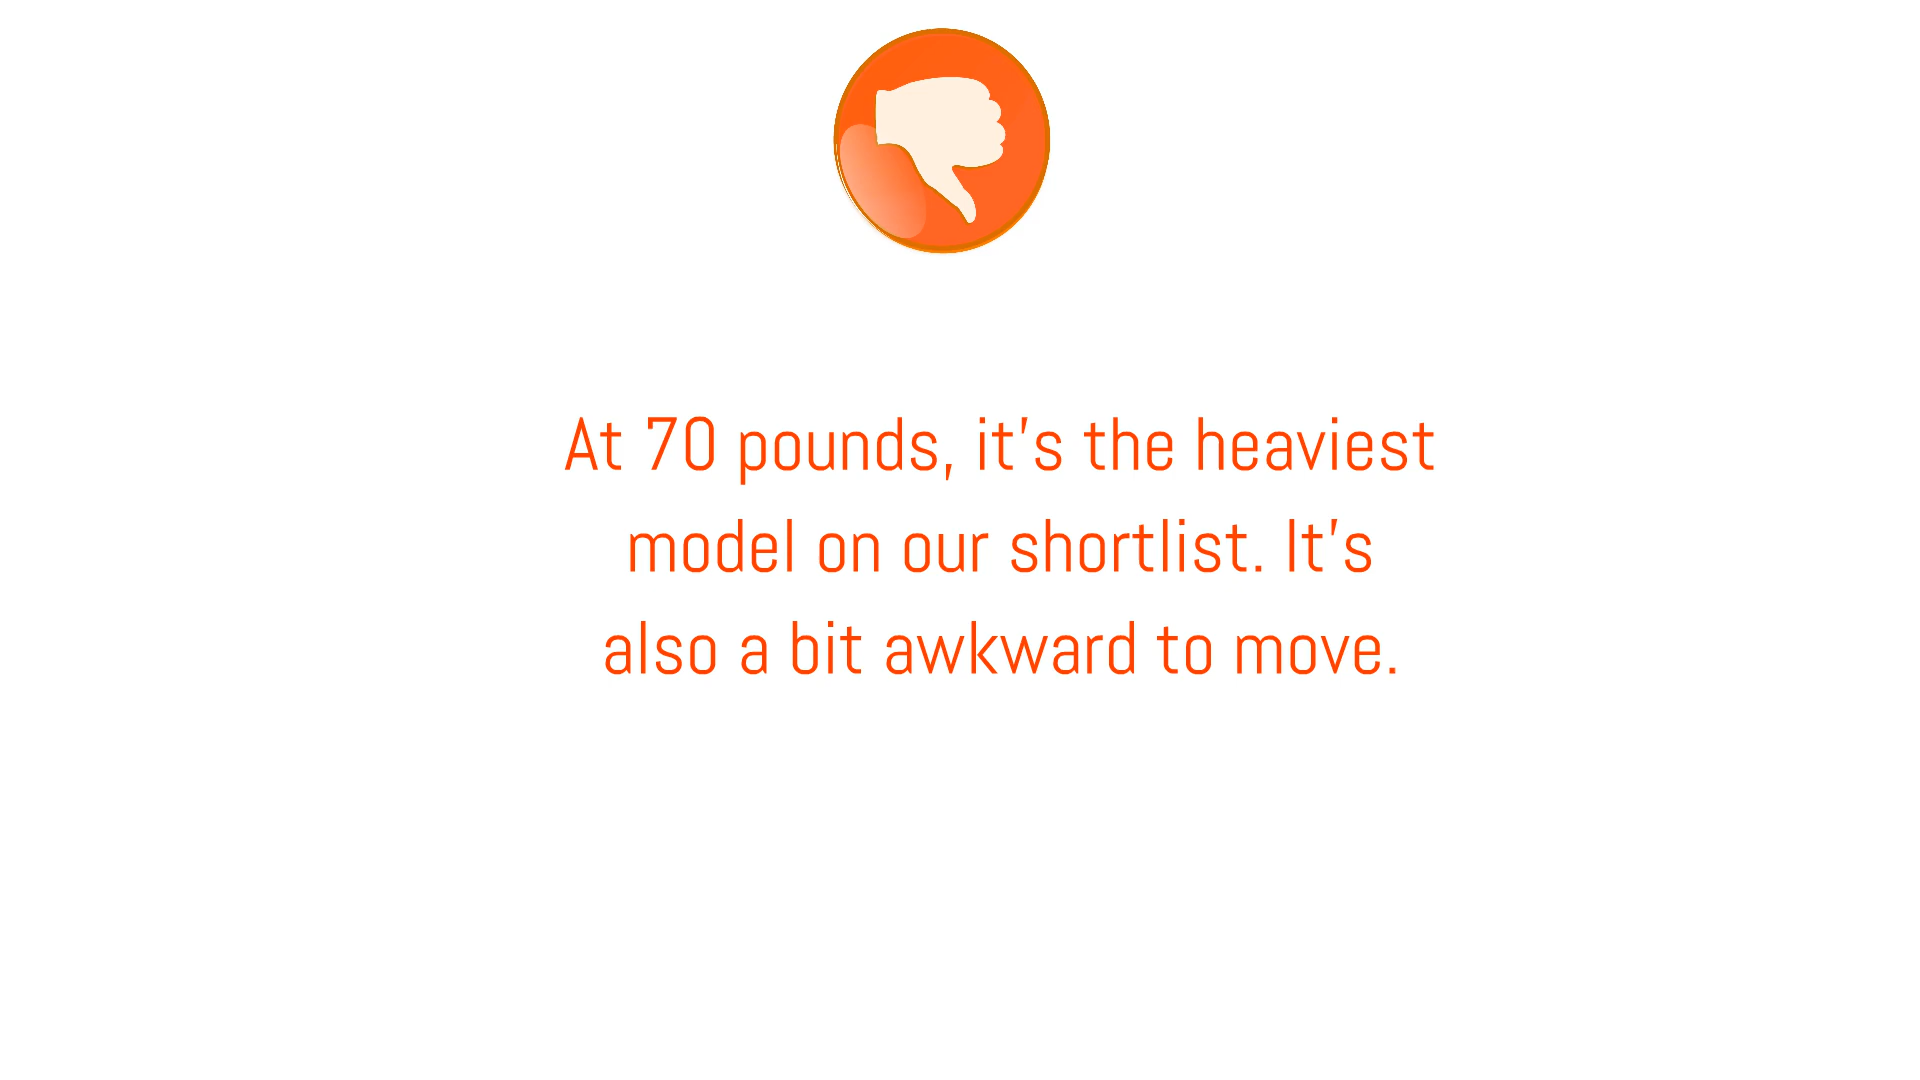 At 70 pounds, it's the heaviest
model on our shortlist. It's
also a bit awkward to move.